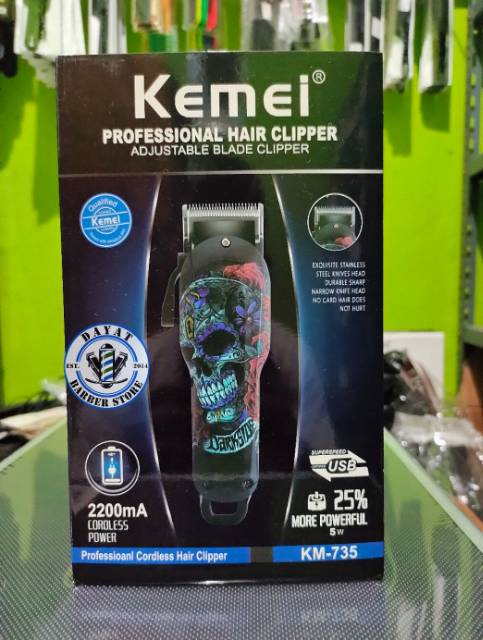 Kemei®
PROFESSIONAL HAIR CLIPPER
ADJUSTABLE BLADE CLIPPER
Qualified
Kemei
EXQUISITE STAINLESS
STEEL KNIVES HEAD
DURABLE SHARP
NARROW KNIFE HEAD
NO CARD HAIR DOES
NOT HURT
DAYAT
EST. 2014
BARBER STORE
DARKSIDE
SUPERSPEED
USB
2200mA
CORDLESS
POWER
25%
MORE POWERFUL
5W
Professioanl Cordless Hair Clipper
KM-735